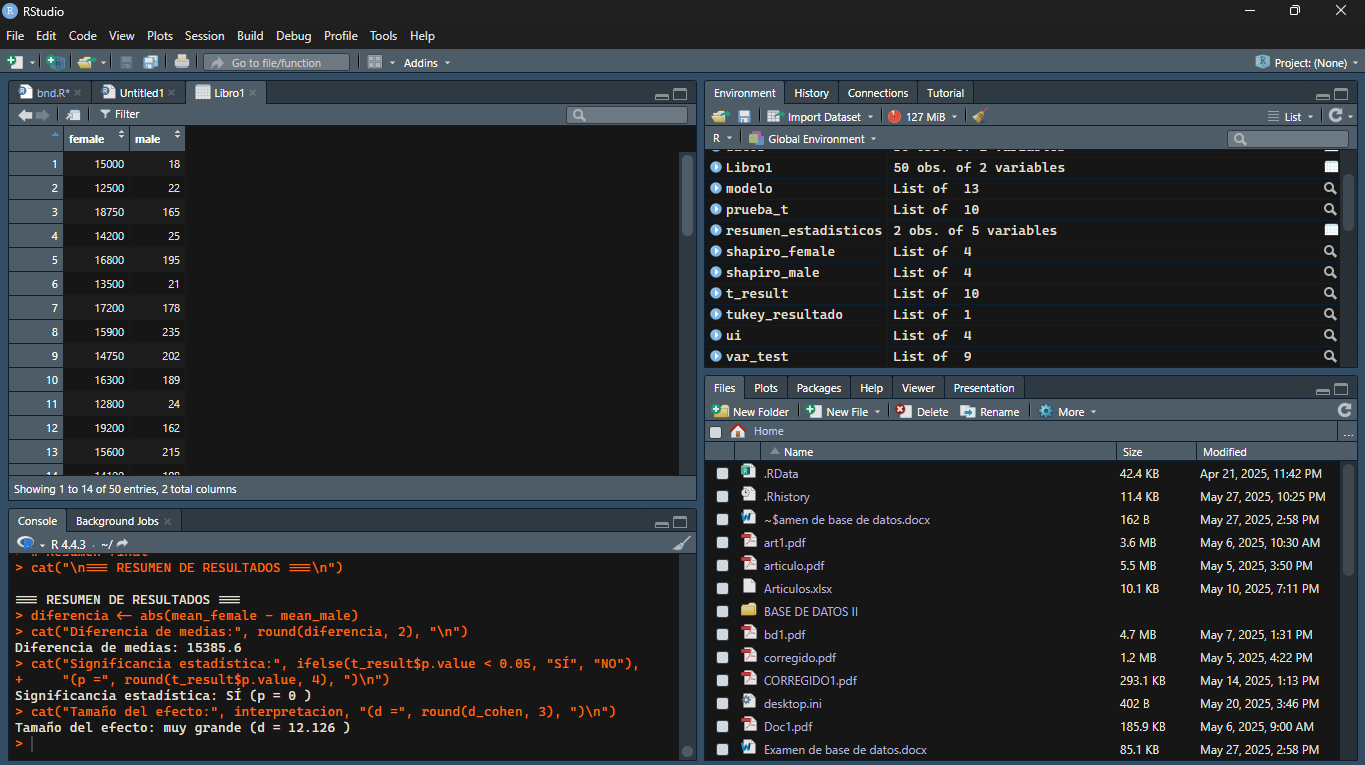 RStudio
File Edit Code View Plots Session Build Debug Profile Tools Help
Go to file/function Addins Project: (None)
bnd.R* Untitled1 Libro1
Filter
female male
1 15000 18
2 12500 22
3 18750 165
4 14200 25
5 16800 195
6 13500 21
7 17200 178
8 15900 235
9 14750 202
10 16300 189
11 12800 24
12 19200 162
13 15600 215
Showing 1 to 14 of 50 entries, 2 total columns
Console Background Jobs
R 4.4.3 · ~/
> cat("\n=== RESUMEN DE RESULTADOS ===\n")
=== RESUMEN DE RESULTADOS ===
> diferencia <- abs(mean_female - mean_male)
> cat("Diferencia de medias:", round(diferencia, 2), "\n")
Diferencia de medias: 15385.6
> cat("Significancia estadística:", ifelse(t_result$p.value < 0.05, "SÍ", "NO"),
+ "(p =", round(t_result$p.value, 4), ")\n")
Significancia estadística: SÍ (p = 0 )
> cat("Tamaño del efecto:", interpretacion, "(d =", round(d_cohen, 3), ")\n")
Tamaño del efecto: muy grande (d = 12.126 )
>
Environment History Connections Tutorial
Import Dataset 127 MiB List
R Global Environment
Libro1 50 obs. of 2 variables
modelo List of 13
prueba_t List of 10
resumen_estadisticos 2 obs. of 5 variables
shapiro_female List of 4
shapiro_male List of 4
t_result List of 10
tukey_resultado List of 1
ui List of 4
var_test List of 9
Files Plots Packages Help Viewer Presentation
New Folder New File Delete Rename More
Home ...
Name Size Modified
.RData 42.4 KB Apr 21, 2025, 11:42 PM
.Rhistory 11.4 KB May 27, 2025, 10:25 PM
~$amen de base de datos.docx 162 B May 27, 2025, 2:58 PM
art1.pdf 3.6 MB May 6, 2025, 10:30 AM
articulo.pdf 5.5 MB May 5, 2025, 3:50 PM
Articulos.xlsx 10.1 KB May 10, 2025, 7:11 PM
BASE DE DATOS II
bd1.pdf 4.7 MB May 7, 2025, 1:31 PM
corregido.pdf 1.2 MB May 5, 2025, 4:22 PM
CORREGIDO1.pdf 293.1 KB May 14, 2025, 1:13 PM
desktop.ini 402 B May 20, 2025, 3:46 PM
Doc1.pdf 185.9 KB May 6, 2025, 9:00 AM
Examen de base de datos.docx 85.1 KB May 27, 2025, 2:58 PM